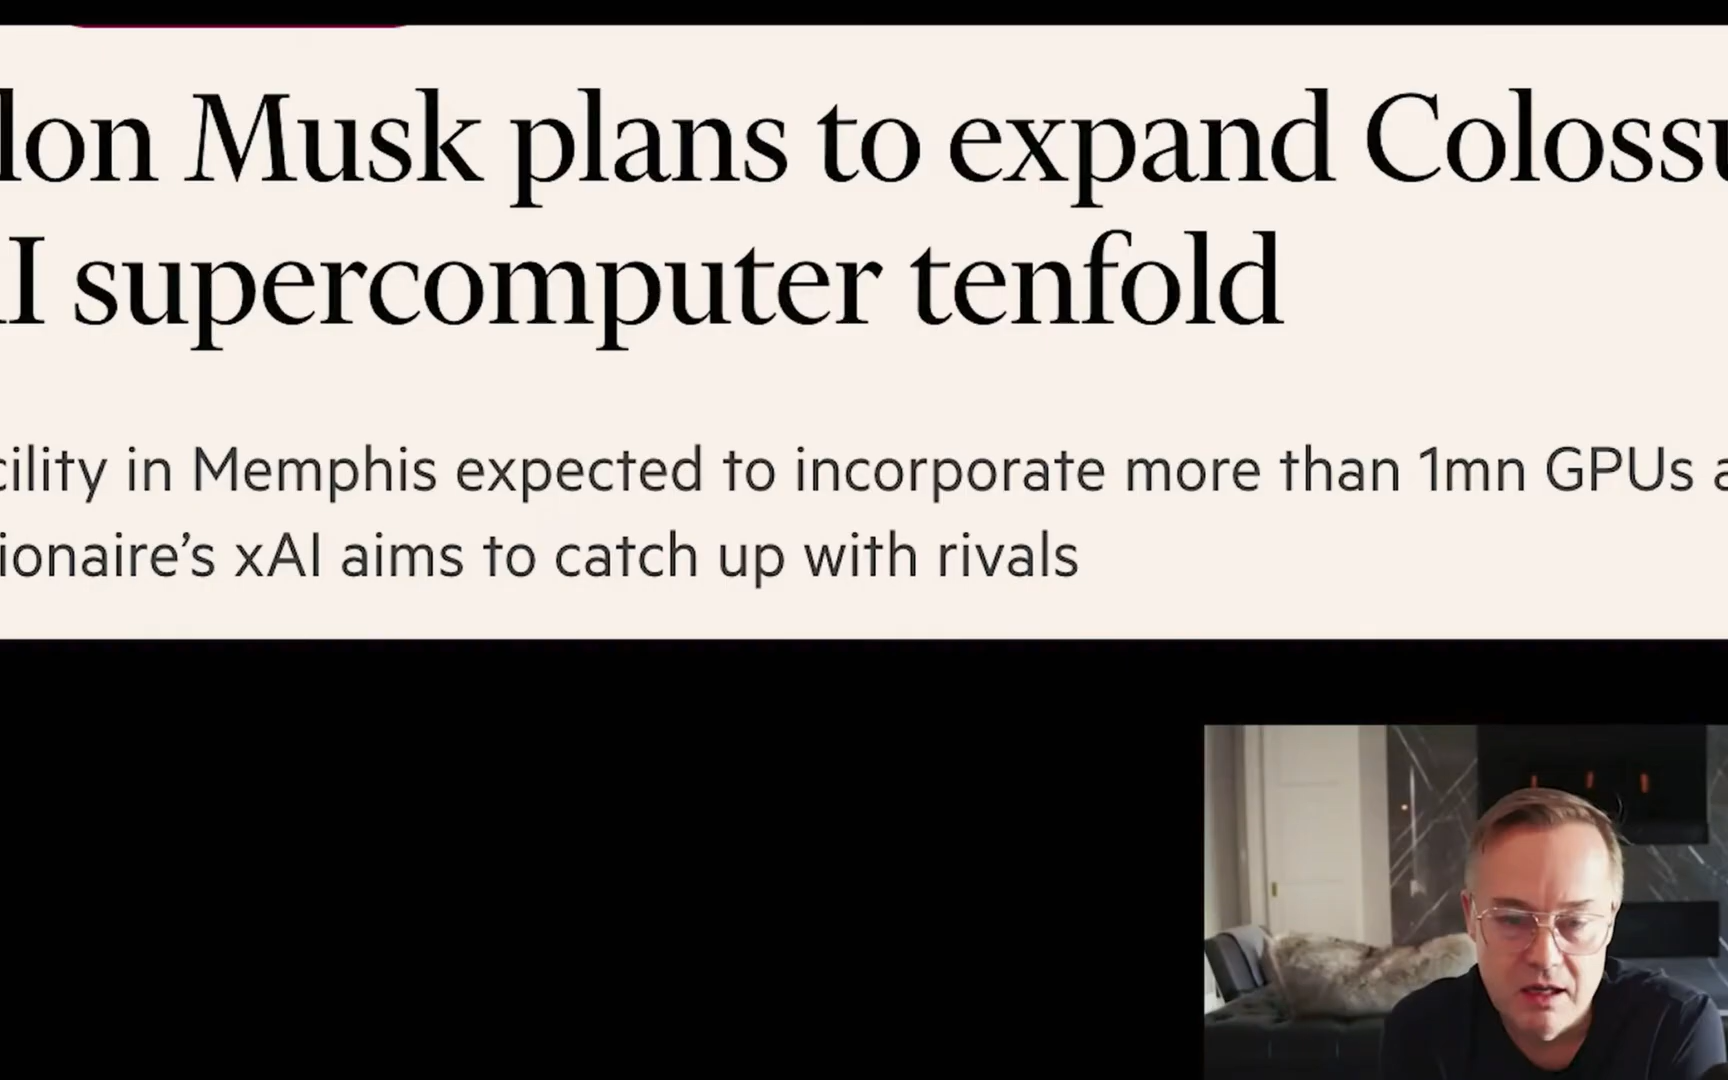 lon Musk plans to expand Colossu
I supercomputer tenfold
cility in Memphis expected to incorporate more than 1mn GPUs a
ionaire’s xAI aims to catch up with rivals